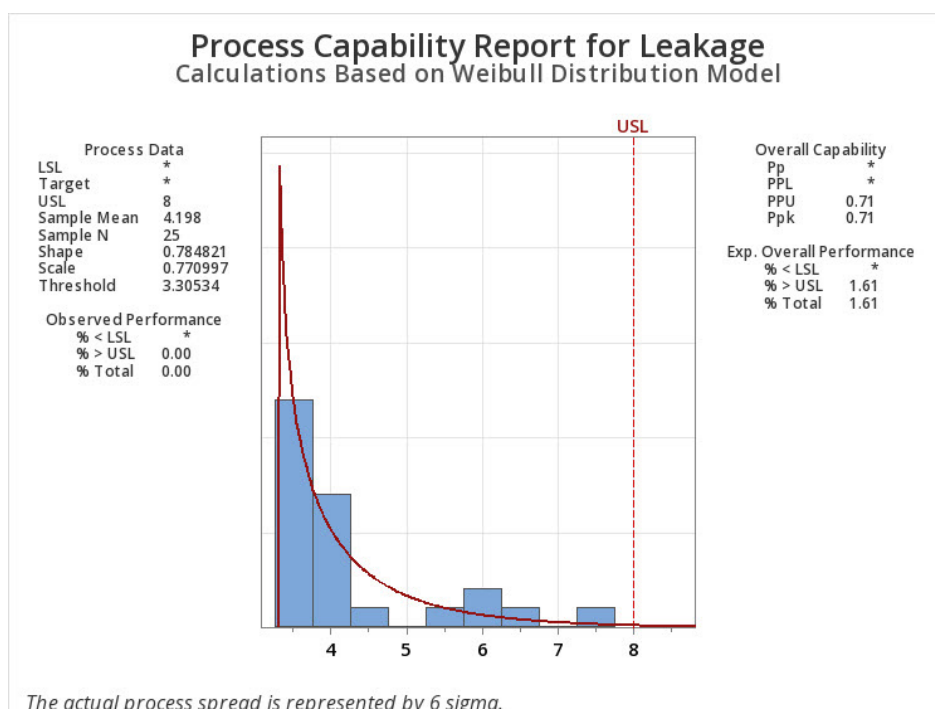 Process Capability Report for Leakage
Calculations Based on Weibull Distribution Model
USL
Process Data
LSL *
Target *
USL 8
Sample Mean 4.198
Sample N 25
Shape 0.784821
Scale 0.770997
Threshold 3.30534
Observed Performance
% < LSL *
% > USL 0.00
% Total 0.00
Overall Capability
Pp *
PPL *
PPU 0.71
Ppk 0.71
Exp. Overall Performance
% < LSL *
% > USL 1.61
% Total 1.61
4 5 6 7 8
The actual process spread is represented by 6 sigma.